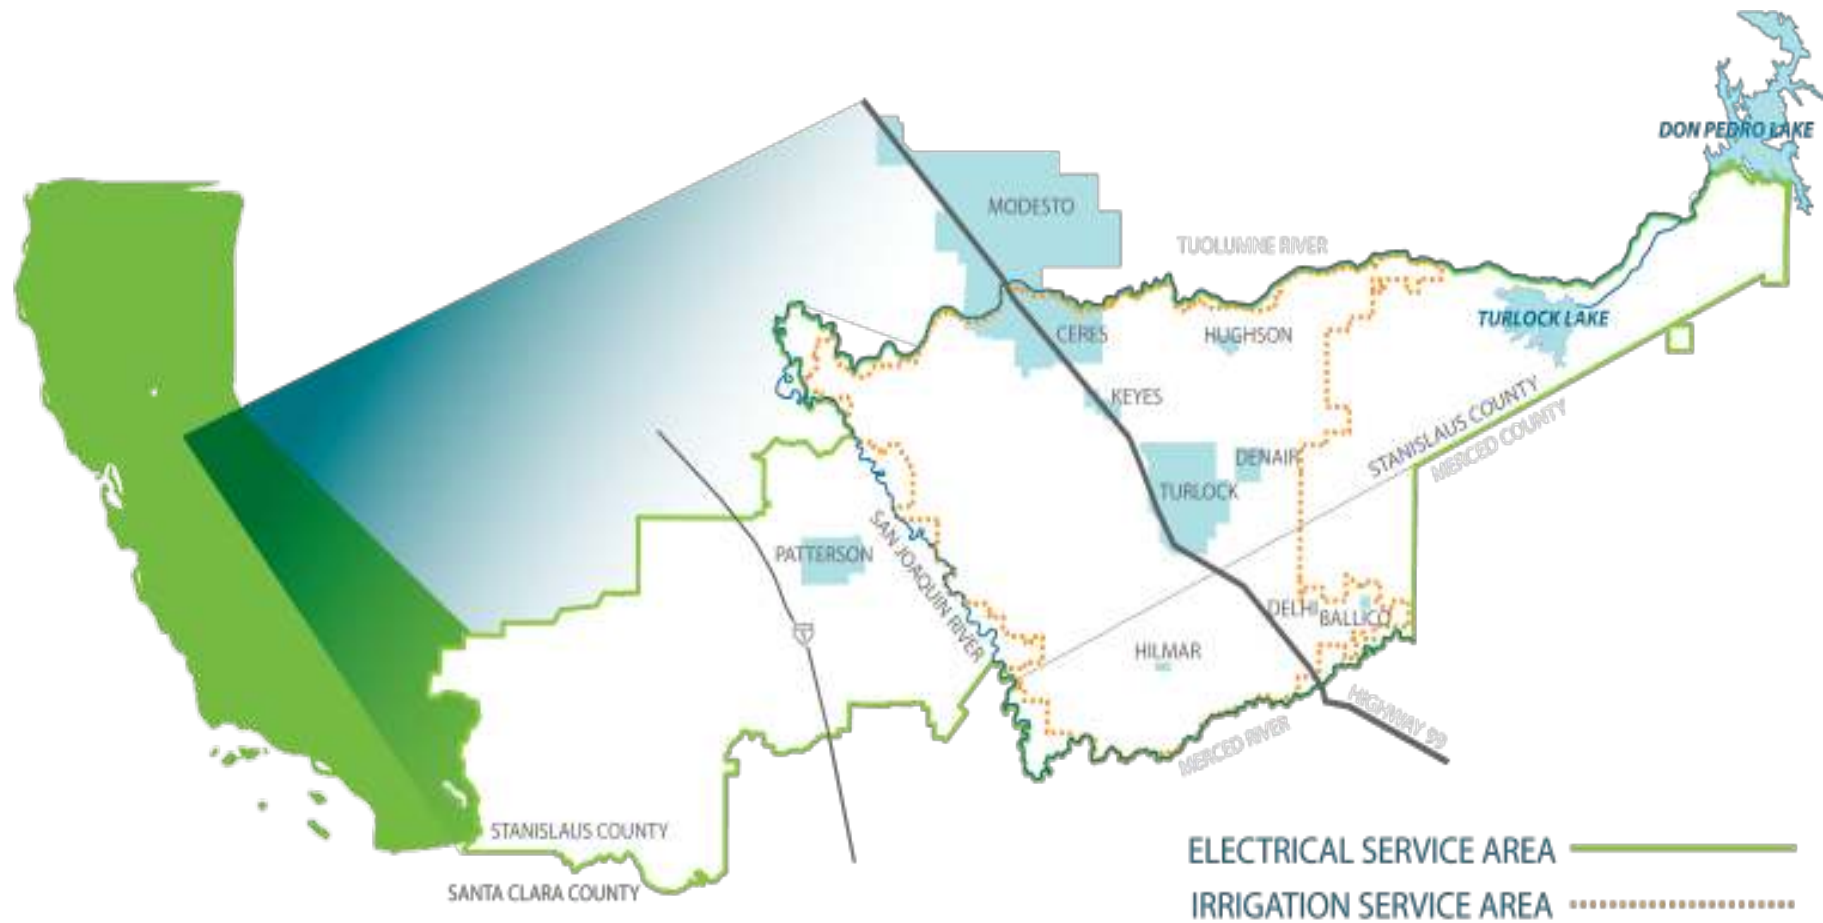 DON PEDRO LAKE
MODESTO
TUOLUMNE RIVER
TURLOCK LAKE
CERES
HUGHSON
KEYES
STANISLAUS COUNTY
MERCED COUNTY
DENAIR
TURLOCK
SAN JOAQUIN RIVER
PATTERSON
DELHI
BALLICO
HILMAR
HIGHWAY 99
MERCED RIVER
STANISLAUS COUNTY
SANTA CLARA COUNTY
ELECTRICAL SERVICE AREA
IRRIGATION SERVICE AREA